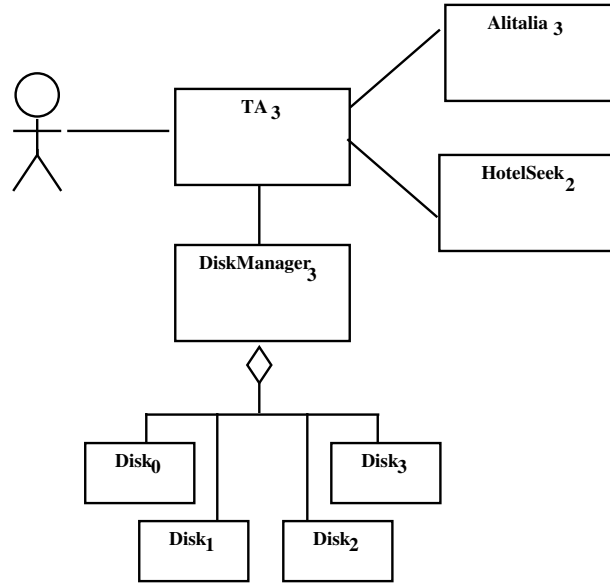 Alitalia 3
TA 3
HotelSeek 2
DiskManager 3
Disk0
Disk3
Disk1
Disk2